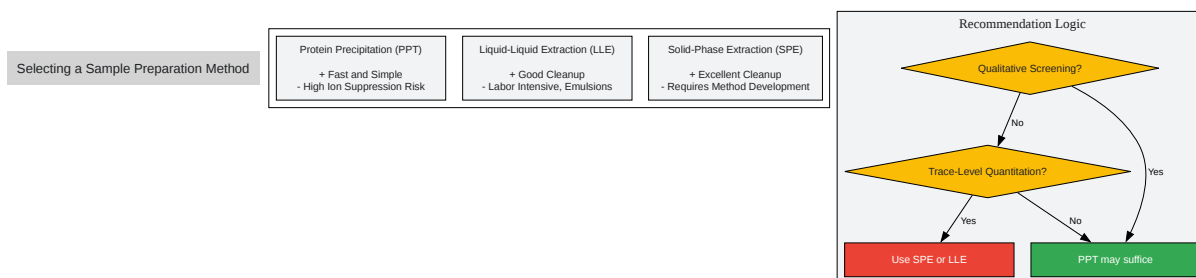 Selecting a Sample Preparation Method
Protein Precipitation (PPT)
+ Fast and Simple
- High Ion Suppression Risk
Liquid-Liquid Extraction (LLE)
+ Good Cleanup
- Labor Intensive, Emulsions
Solid-Phase Extraction (SPE)
+ Excellent Cleanup
- Requires Method Development
Recommendation Logic
Qualitative Screening?
No
Yes
Trace-Level Quantitation?
Yes
No
Use SPE or LLE
PPT may suffice